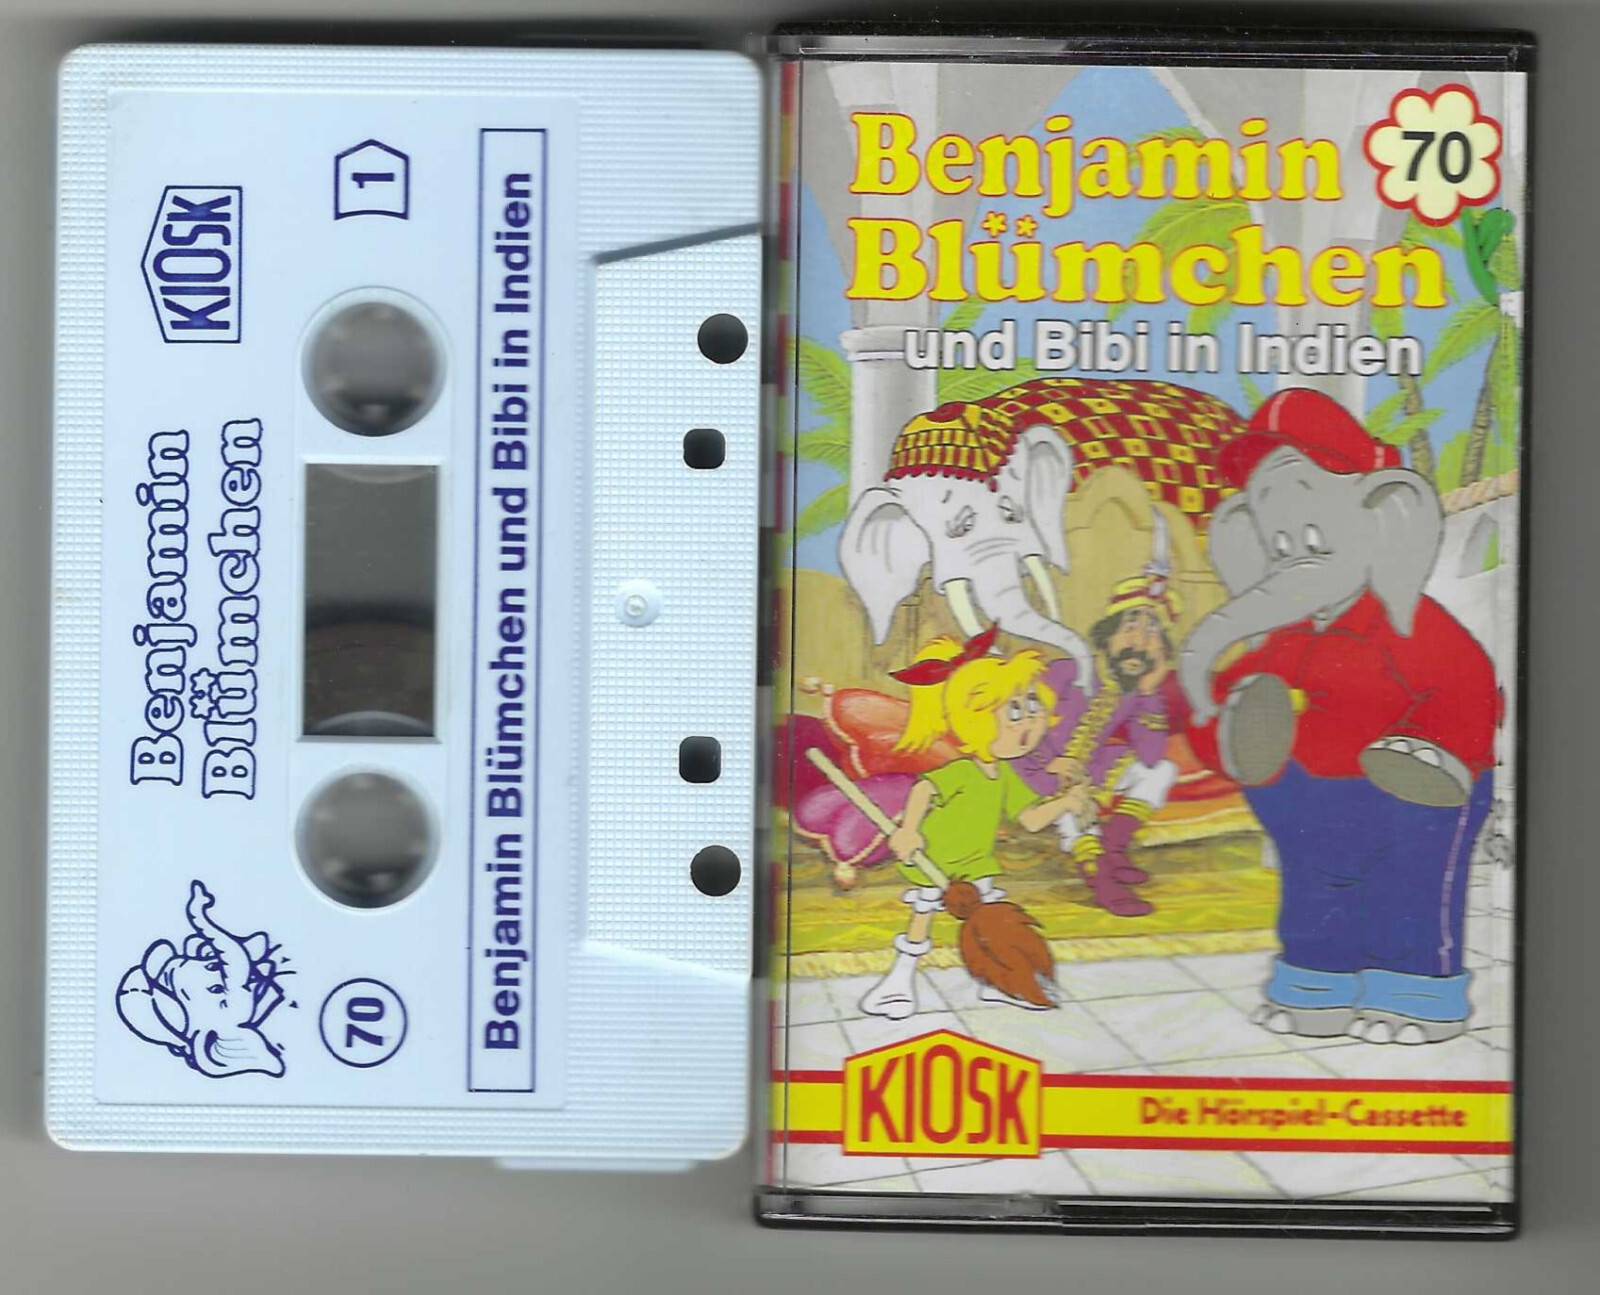 KIOSK
1
Benjamin
Blümchen
70
Benjamin Blümchen und Bibi in Indien
Benjamin
Blümchen
70
und Bibi in Indien
KIOSK
Die Hörspiel-Cassette